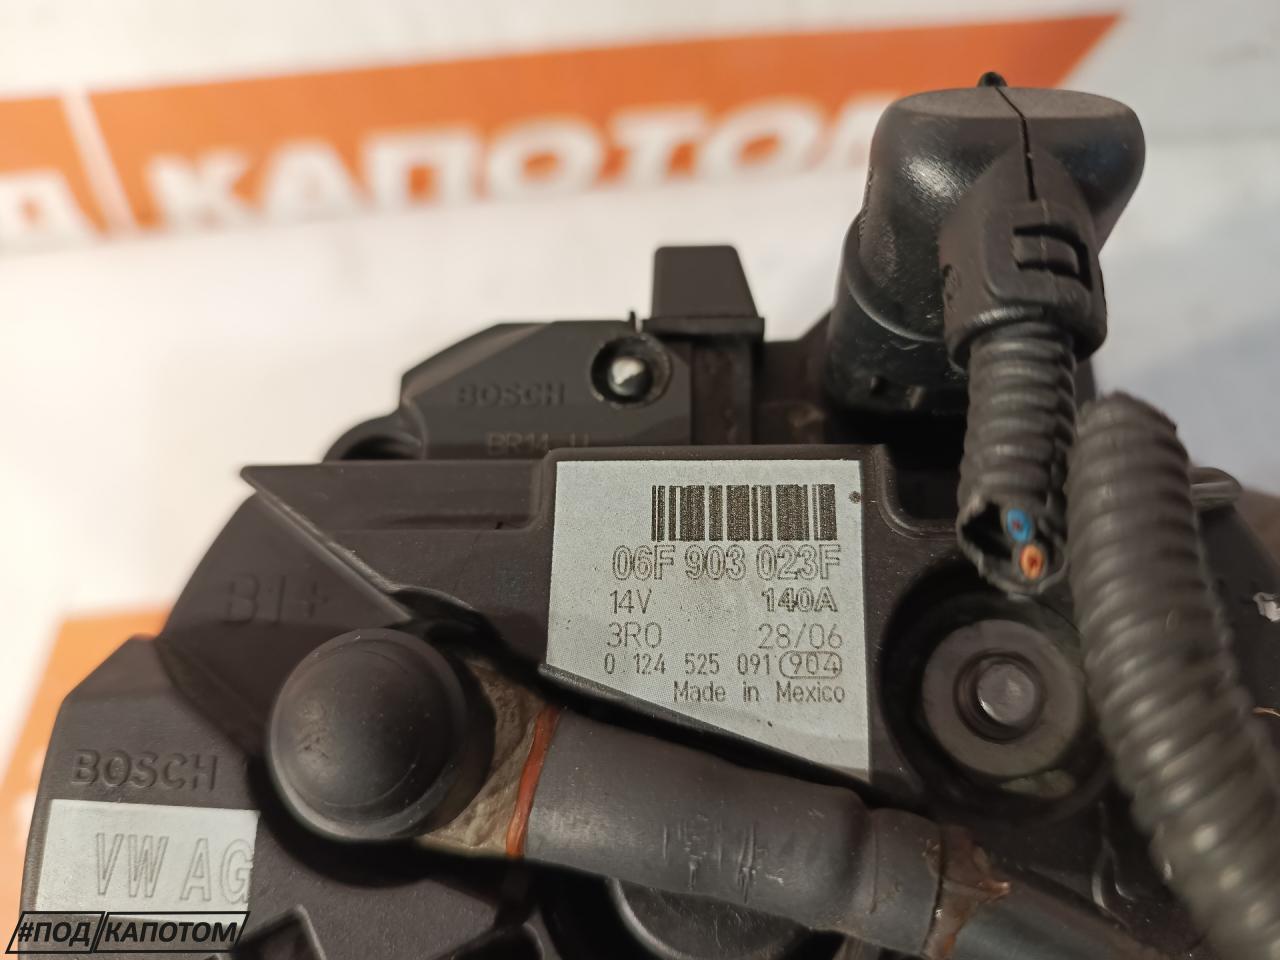 Д КАПОТОМ
BOSCH
BR14
06F 903 023F
14V 140A
3R0 28/06
0 124 525 091 904
Made in Mexico
B1+
BOSCH
VW AG
#ПОД КАПОТОМ